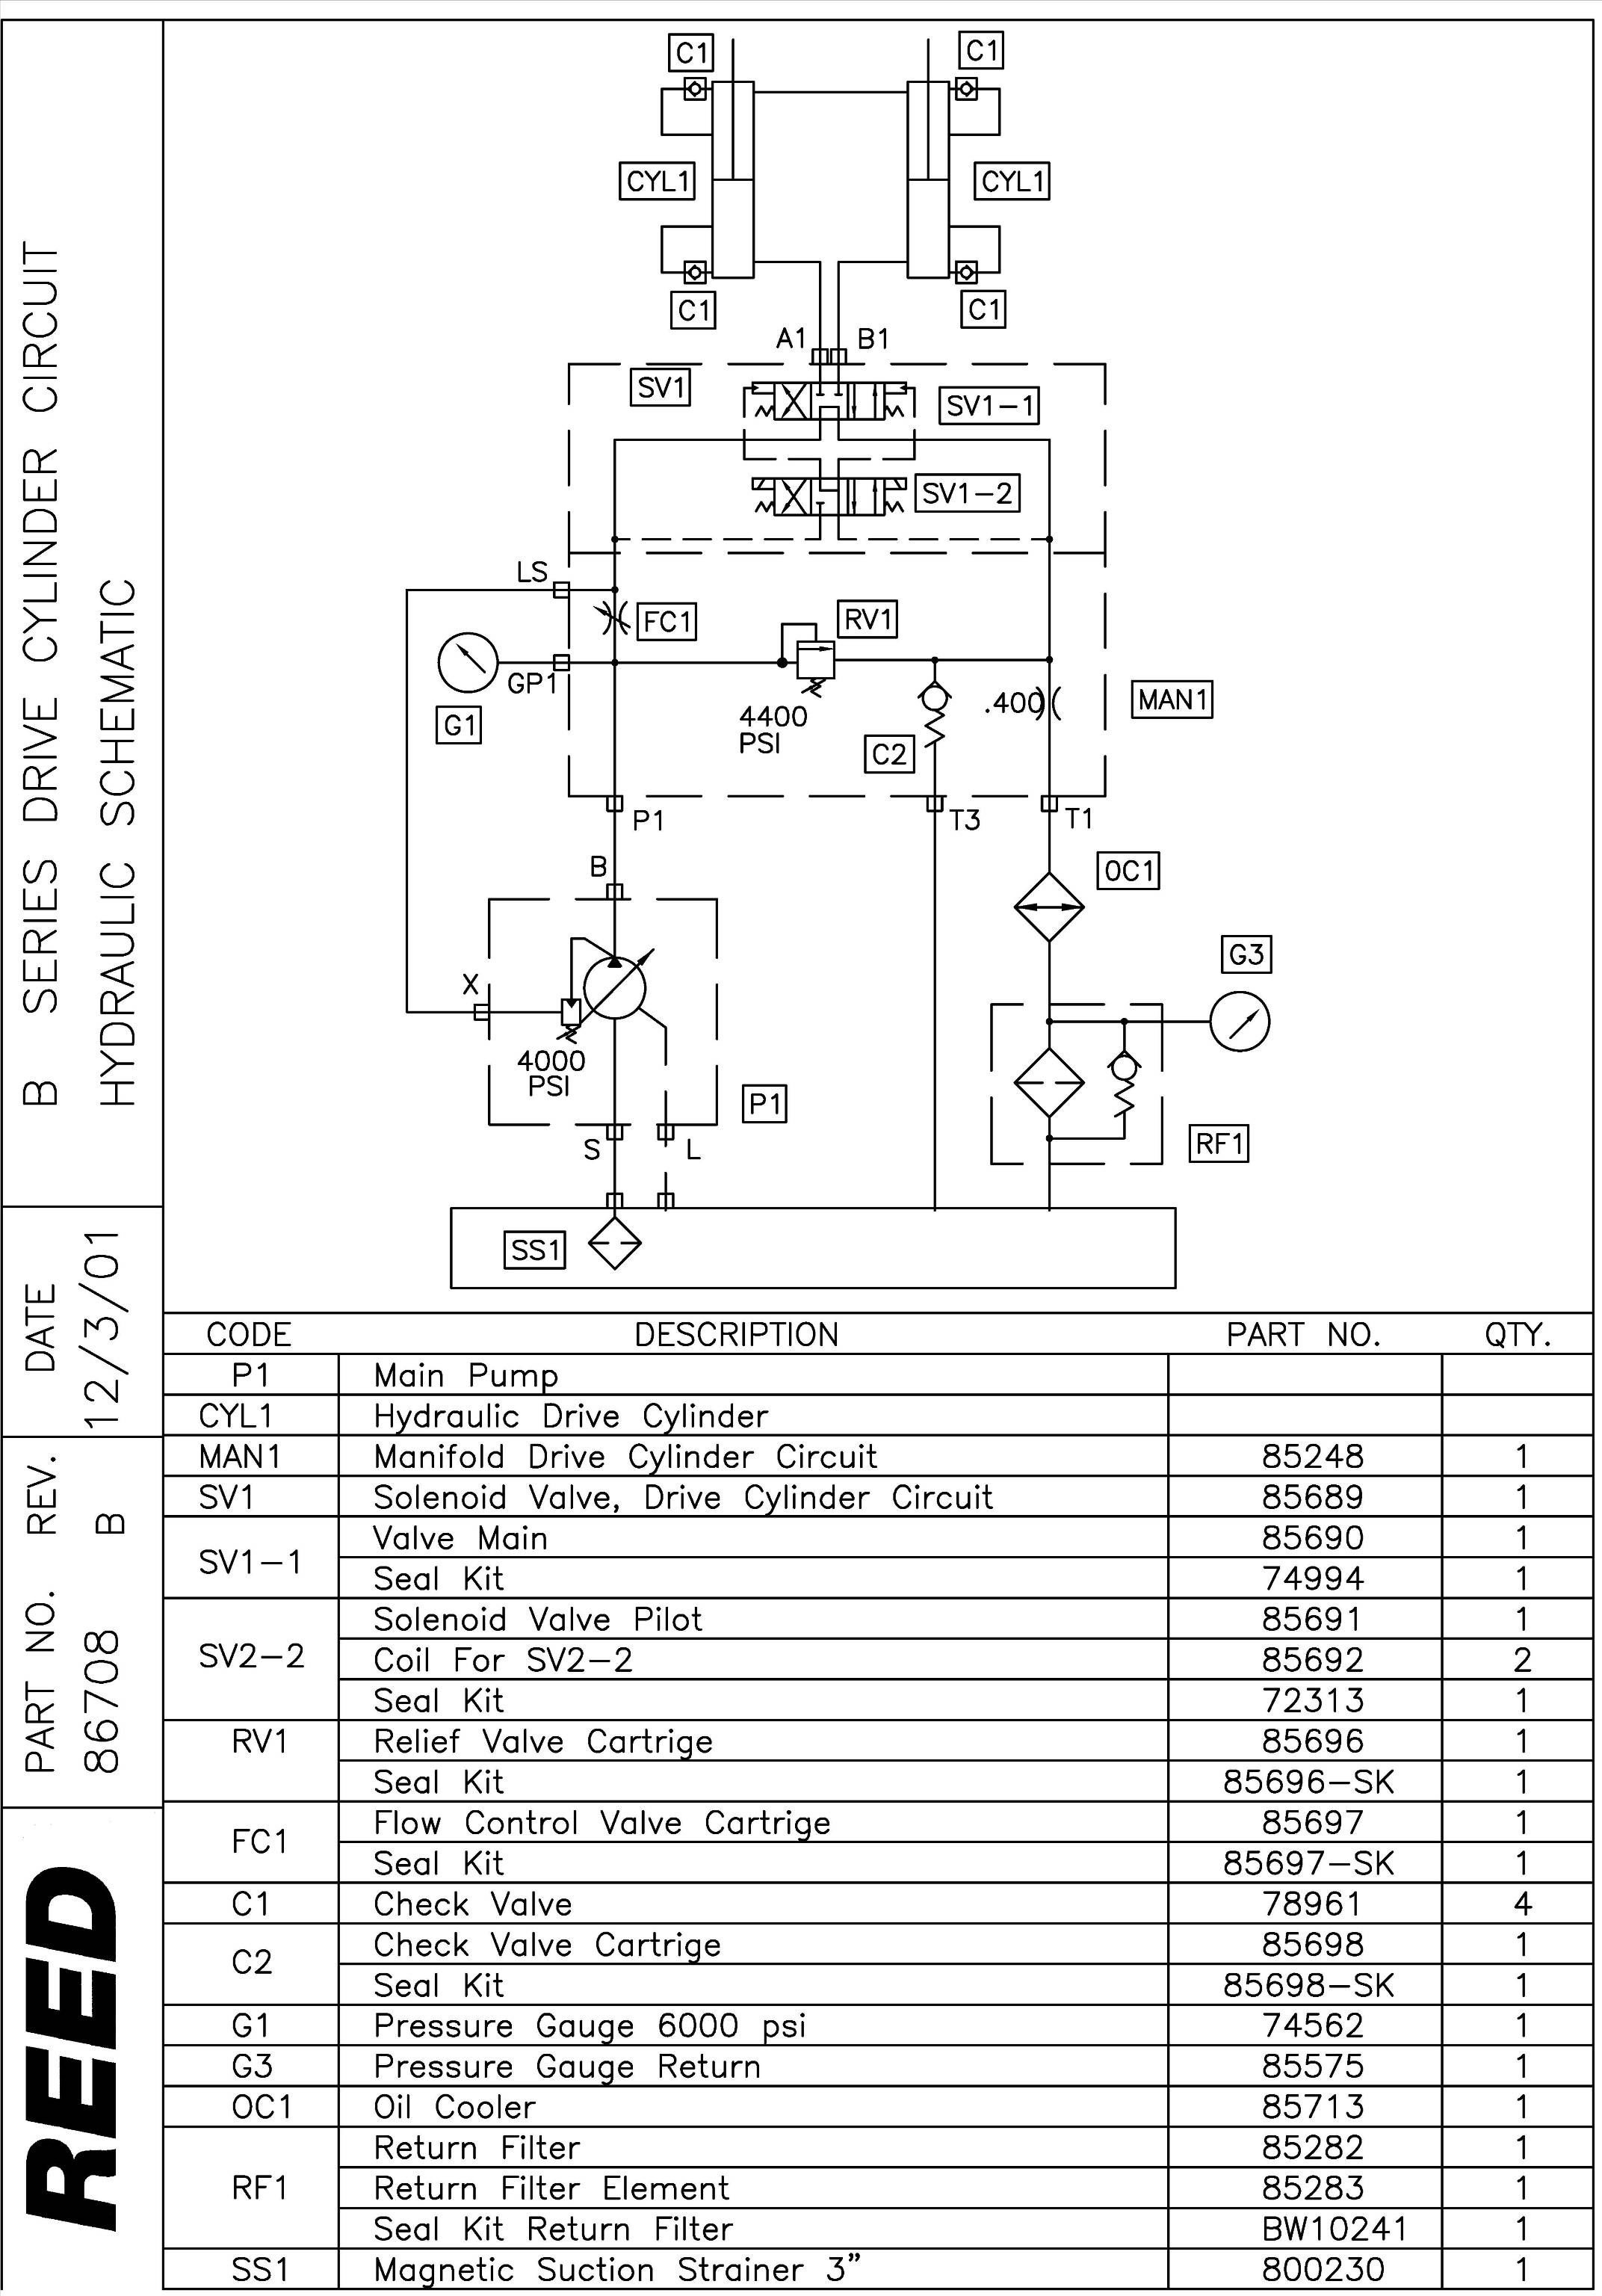 B SERIES DRIVE CYLINDER CIRCUIT
HYDRAULIC SCHEMATIC
DATE
12/3/01
REV.
B
PART NO.
86708
REED
C1
C1
CYL1
CYL1
C1
C1
A1
B1
SV1
SV1-1
SV1-2
LS
FC1
RV1
GP1
G1
4400
PSI
.400
MAN1
C2
P1
T3
T1
B
OC1
G3
X
4000
PSI
P1
RF1
S
L
SS1
CODE DESCRIPTION PART NO. QTY.
P1 Main Pump
CYL1 Hydraulic Drive Cylinder
MAN1 Manifold Drive Cylinder Circuit 85248 1
SV1 Solenoid Valve, Drive Cylinder Circuit 85689 1
SV1-1 Valve Main 85690 1
Seal Kit 74994 1
SV2-2 Solenoid Valve Pilot 85691 1
Coil For SV2-2 85692 2
Seal Kit 72313 1
RV1 Relief Valve Cartrige 85696 1
Seal Kit 85696-SK 1
FC1 Flow Control Valve Cartrige 85697 1
Seal Kit 85697-SK 1
C1 Check Valve 78961 4
C2 Check Valve Cartrige 85698 1
Seal Kit 85698-SK 1
G1 Pressure Gauge 6000 psi 74562 1
G3 Pressure Gauge Return 85575 1
OC1 Oil Cooler 85713 1
RF1 Return Filter 85282 1
Return Filter Element 85283 1
Seal Kit Return Filter BW10241 1
SS1 Magnetic Suction Strainer 3" 800230 1